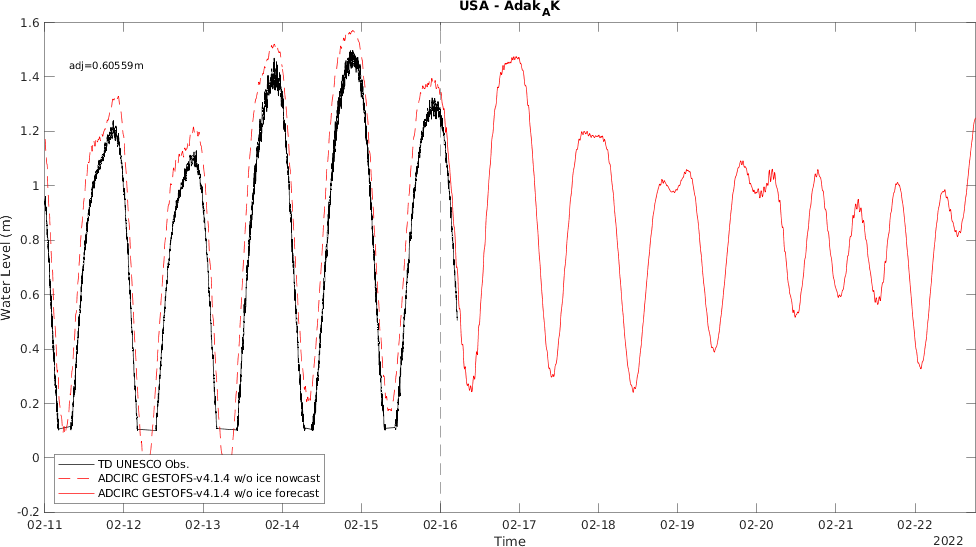 USA - Adak_AK
1.6
adj=0.60559m
1.4
1.2
1
0.8
0.6
0.4
0.2
0
-0.2
Water Level (m)
TD UNESCO Obs.
ADCIRC GESTOFS-v4.1.4 w/o ice nowcast
ADCIRC GESTOFS-v4.1.4 w/o ice forecast
02-11 02-12 02-13 02-14 02-15 02-16 02-17 02-18 02-19 02-20 02-21 02-22
Time
2022